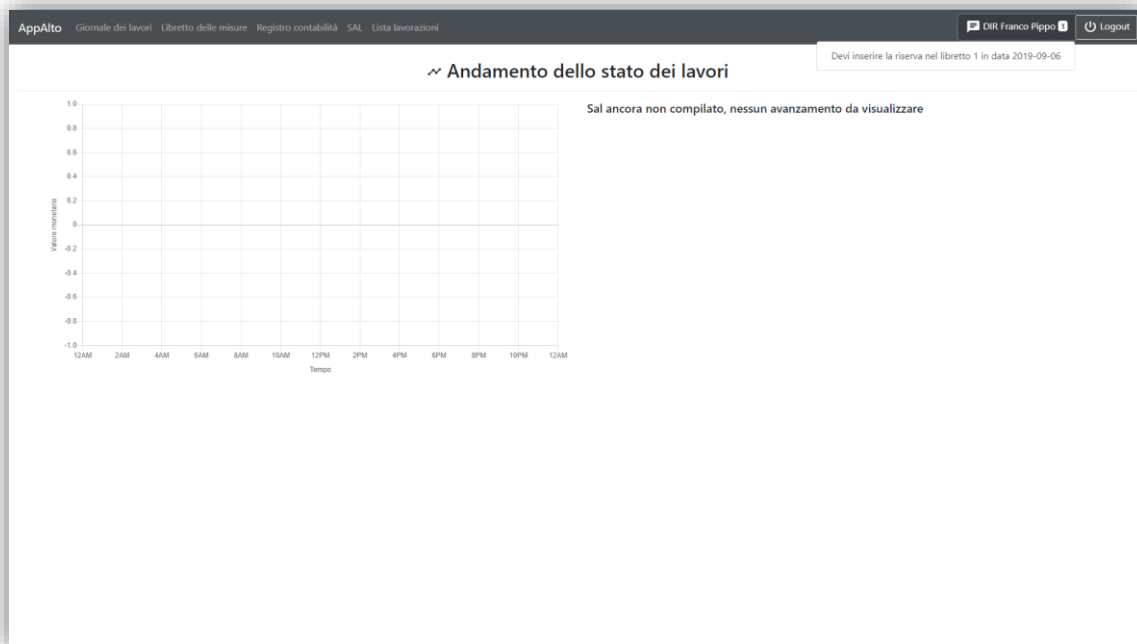 AppAlto Giornale dei lavori Libretto delle misure Registro contabilità SAL Lista lavorazioni DIR Franco Pippo 1 Logout
Devi inserire la riserva nel libretto 1 in data 2019-09-06
Andamento dello stato dei lavori
Sal ancora non compilato, nessun avanzamento da visualizzare
Valore monetario
1.0
0.8
0.6
0.4
0.2
0
-0.2
-0.4
-0.6
-0.8
-1.0
12AM 2AM 4AM 6AM 8AM 10AM 12PM 2PM 4PM 6PM 8PM 10PM 12AM
Tempo